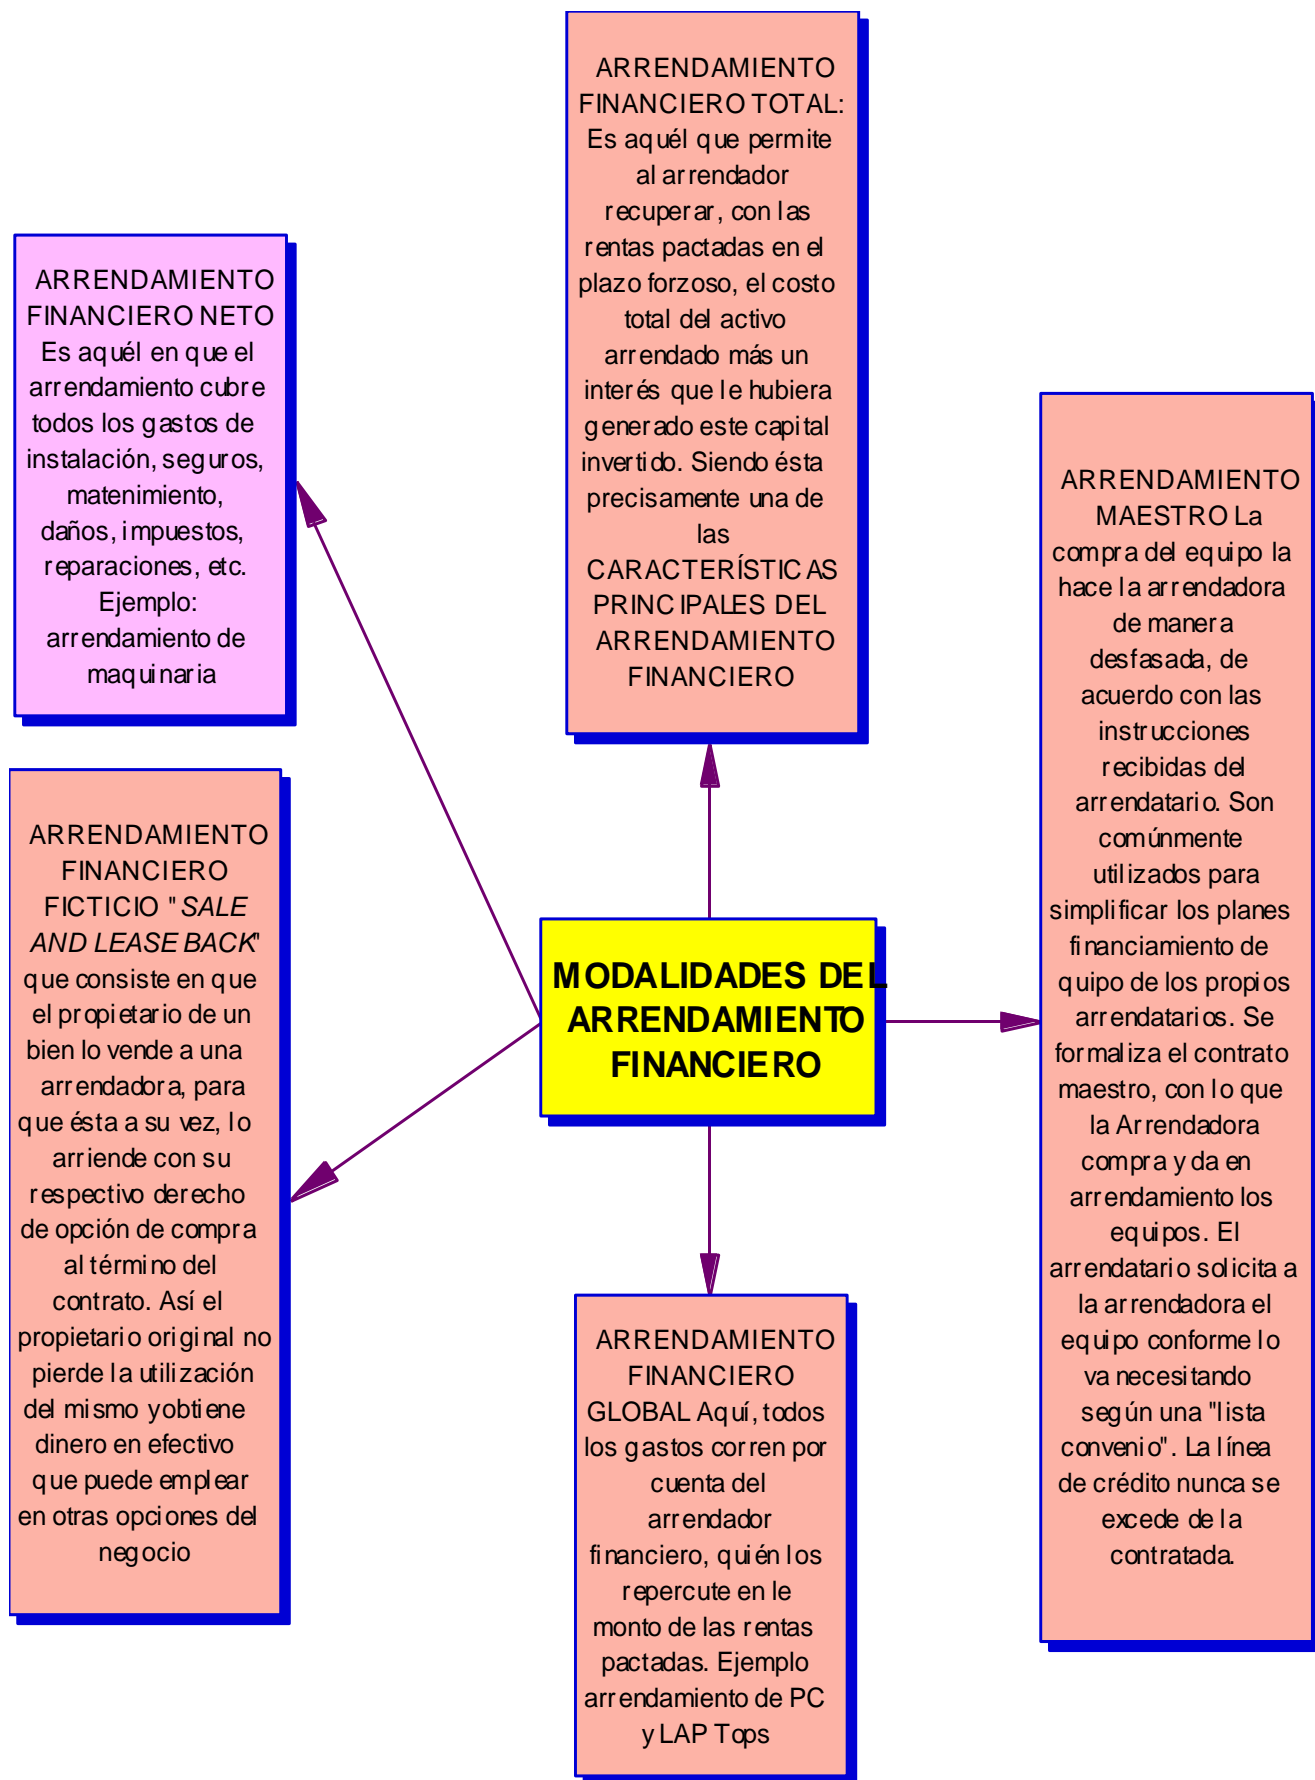 ARRENDAMIENTO
FINANCIERO TOTAL:
Es aquél que permite
al arrendador
recuperar, con las
rentas pactadas en el
plazo forzoso, el costo
total del activo
arrendado más un
interés que le hubiera
generado este capital
invertido. Siendo ésta
precisamente una de
las
CARACTERÍSTICAS
PRINCIPALES DEL
ARRENDAMIENTO
FINANCIERO
ARRENDAMIENTO
FINANCIERO NETO
Es aquél en que el
arrendamiento cubre
todos los gastos de
instalación, seguros,
matenimiento,
daños, impuestos,
reparaciones, etc.
Ejemplo:
arrendamiento de
maquinaria
ARRENDAMIENTO
MAESTRO La
compra del equipo la
hace la arrendadora
de manera
desfasada, de
acuerdo con las
instrucciones
recibidas del
arrendatario. Son
comúnmente
utilizados para
simplificar los planes
financiamiento de
quipo de los propios
arrendatarios. Se
formaliza el contrato
maestro, con lo que
la Arrendadora
compra y da en
arrendamiento los
equipos. El
arrendatario solicita a
la arrendadora el
equipo conforme lo
va necesitando
según una "lista
convenio". La línea
de crédito nunca se
excede de la
contratada.
ARRENDAMIENTO
FINANCIERO
FICTICIO "SALE
AND LEASE BACK"
que consiste en que
el propietario de un
bien lo vende a una
arrendadora, para
que ésta a su vez, lo
arriende con su
respectivo derecho
de opción de compra
al término del
contrato. Así el
propietario original no
pierde la utilización
del mismo y obtiene
dinero en efectivo
que puede emplear
en otras opciones del
negocio
MODALIDADES DEL
ARRENDAMIENTO
FINANCIERO
ARRENDAMIENTO
FINANCIERO
GLOBAL Aquí, todos
los gastos corren por
cuenta del
arrendador
financiero, quién los
repercute en le
monto de las rentas
pactadas. Ejemplo
arrendamiento de PC
y LAP Tops